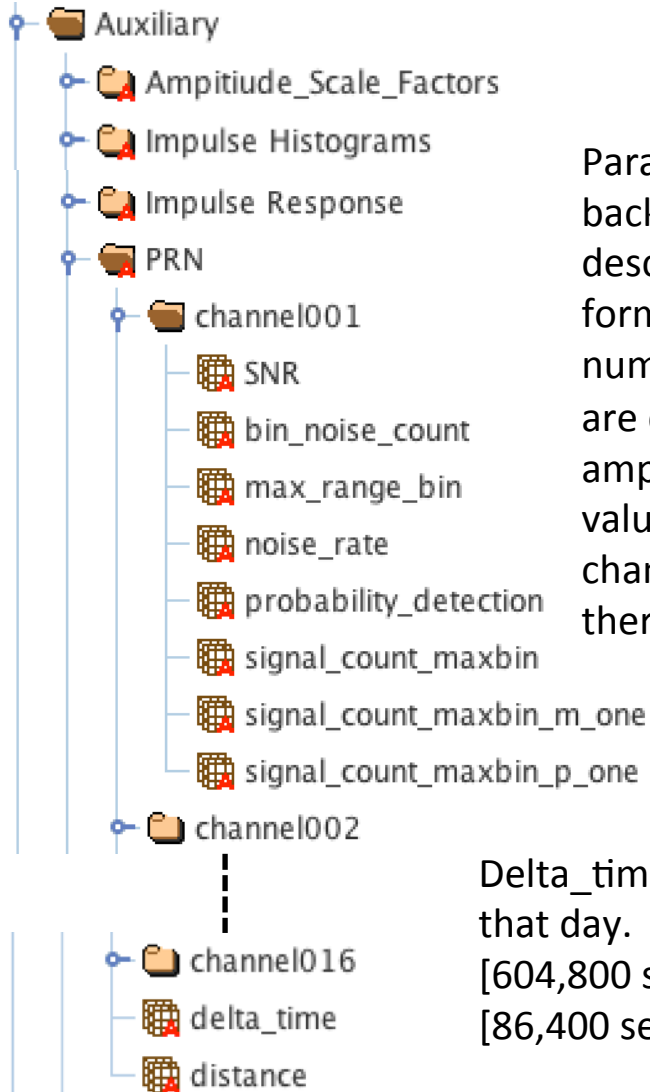 Auxiliary
Ampitiude_Scale_Factors
Impulse Histograms
Impulse Response
PRN
channel001
SNR
bin_noise_count
max_range_bin
noise_rate
probability_detection
signal_count_maxbin
signal_count_maxbin_m_one
signal_count_maxbin_p_one
channel002
channel016
delta_time
distance
Para
back
desc
form
num
are
amp
valu
chan
ther
Delta_tim
that day.
[604,800 s
[86,400 se